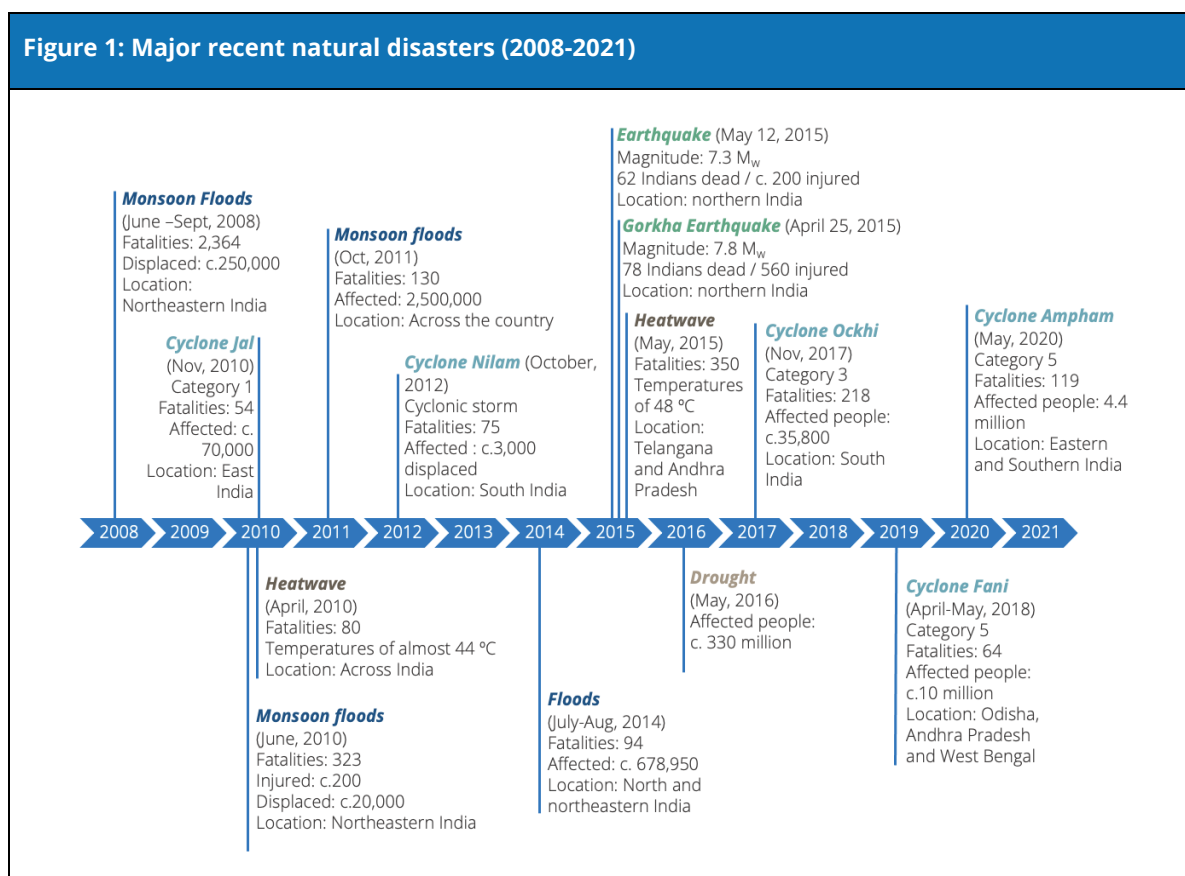 Figure 1: Major recent natural disasters (2008-2021)
Monsoon Floods
(June –Sept, 2008)
Fatalities: 2,364
Displaced: c.250,000
Location:
Northeastern India
Cyclone Jal
(Nov, 2010)
Category 1
Fatalities: 54
Affected: c.
70,000
Location: East
India
Monsoon floods
(Oct, 2011)
Fatalities: 130
Affected: 2,500,000
Location: Across the country
Cyclone Nilam (October,
2012)
Cyclonic storm
Fatalities: 75
Affected : c.3,000
displaced
Location: South India
Earthquake (May 12, 2015)
Magnitude: 7.3 Mw
62 Indians dead / c. 200 injured
Location: northern India
Gorkha Earthquake (April 25, 2015)
Magnitude: 7.8 Mw
78 Indians dead / 560 injured
Location: northern India
Heatwave
(May, 2015)
Fatalities: 350
Temperatures
of 48 ºC
Location:
Telangana
and Andhra
Pradesh
Cyclone Ockhi
(Nov, 2017)
Category 3
Fatalities: 218
Affected people:
c.35,800
Location: South
India
Cyclone Ampham
(May, 2020)
Category 5
Fatalities: 119
Affected people: 4.4
million
Location: Eastern
and Southern India
2008 2009 2010 2011 2012 2013 2014 2015 2016 2017 2018 2019 2020 2021
Heatwave
(April, 2010)
Fatalities: 80
Temperatures of almost 44 ºC
Location: Across India
Monsoon floods
(June, 2010)
Fatalities: 323
Injured: c.200
Displaced: c.20,000
Location: Northeastern India
Floods
(July-Aug, 2014)
Fatalities: 94
Affected: c. 678,950
Location: North and
northeastern India
Drought
(May, 2016)
Affected people:
c. 330 million
Cyclone Fani
(April-May, 2018)
Category 5
Fatalities: 64
Affected people:
c.10 million
Location: Odisha,
Andhra Pradesh
and West Bengal